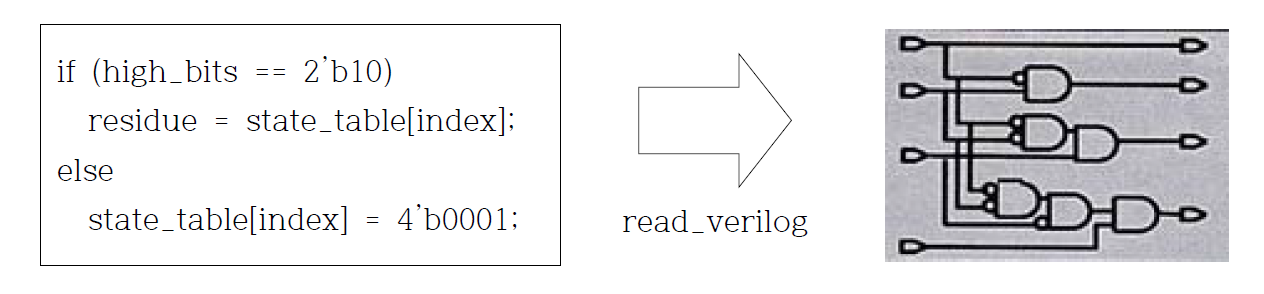 if (high_bits == 2'b10)
residue = state_table[index];
else
state_table[index] = 4'b0001;
read_verilog